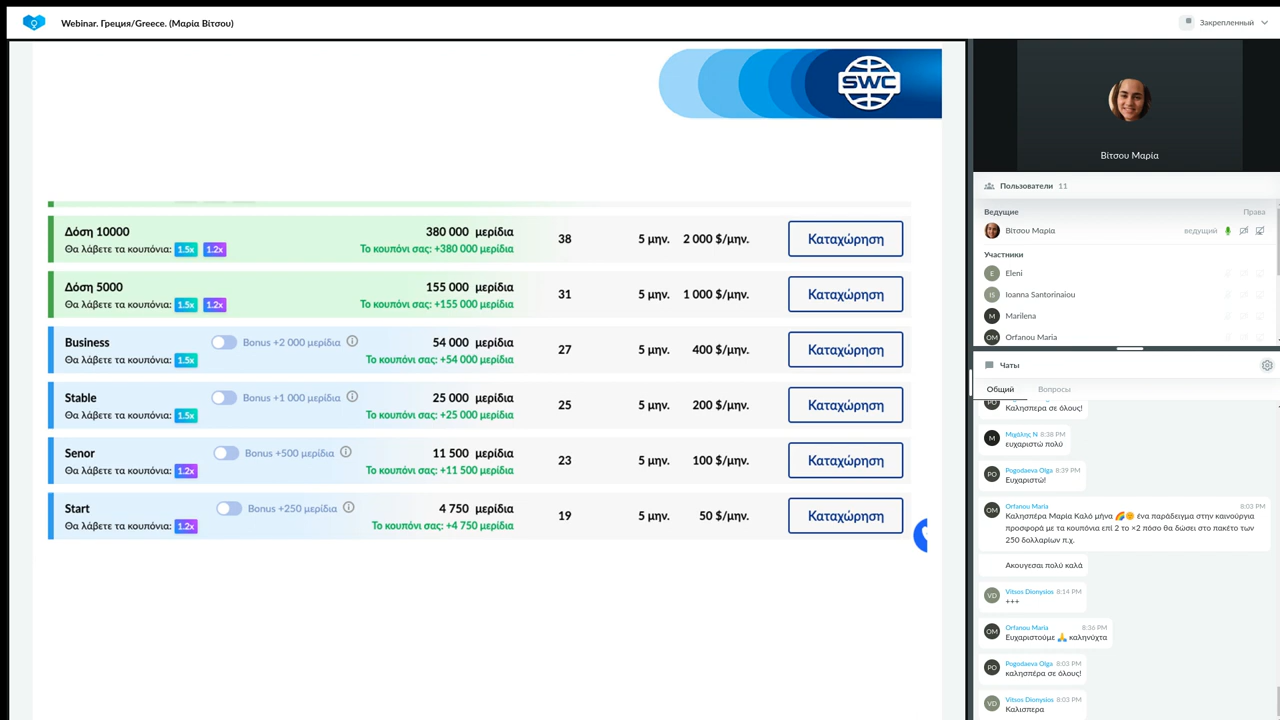 Webinar. Греция/Greece. (Μαρία Βίτσου)
Закрепленный
SWC
Δόση 10000
380 000 μερίδια
Θα λάβετε τα κουπόνια: 1.5x 1.2x
Το κουπόνι σας: +380 000 μερίδια
38
5 μην.
2 000 $/μην.
Καταχώρηση
Δόση 5000
155 000 μερίδια
Θα λάβετε τα κουπόνια: 1.5x 1.2x
Το κουπόνι σας: +155 000 μερίδια
31
5 μην.
1 000 $/μην.
Καταχώρηση
Business
Bonus +2 000 μερίδια
54 000 μερίδια
Θα λάβετε τα κουπόνια: 1.5x
Το κουπόνι σας: +54 000 μερίδια
27
5 μην.
400 $/μην.
Καταχώρηση
Stable
Bonus +1 000 μερίδια
25 000 μερίδια
Θα λάβετε τα κουπόνια: 1.5x
Το κουπόνι σας: +25 000 μερίδια
25
5 μην.
200 $/μην.
Καταχώρηση
Senor
Bonus +500 μερίδια
11 500 μερίδια
Θα λάβετε τα κουπόνια: 1.2x
Το κουπόνι σας: +11 500 μερίδια
23
5 μην.
100 $/μην.
Καταχώρηση
Start
Bonus +250 μερίδια
4 750 μερίδια
Θα λάβετε τα κουπόνια: 1.2x
Το κουπόνι σας: +4 750 μερίδια
19
5 μην.
50 $/μην.
Καταχώρηση
Βίτσου Μαρία
Пользователи 11
Ведущие
Права
Βίτσου Μαρία
ведущий
Участники
E Eleni
IS Ioanna Santorinaiou
M Marilena
OM Orfanou Maria
Чаты
Общий Вопросы
Καλησπερα σε όλους!
M Μιχάλης Ν 8:38 PM
ευχαριστώ πολύ
PO Pogodaeva Olga 8:39 PM
Ευχαριστώ!
OM Orfanou Maria 8:03 PM
Καλησπέρα Μαρία Καλό μήνα 🌈🌞 ένα παράδειγμα στην καινούργια
προσφορά με τα κουπόνια επί 2 το ×2 πόσο θα δώσει στο πακέτο των
250 δολλαρίων π.χ.
Ακουγεσαι πολύ καλά
VD Vitsos Dionysios 8:14 PM
+++
OM Orfanou Maria 8:36 PM
Ευχαριστούμε 🙏 καληνύχτα
PO Pogodaeva Olga 8:03 PM
καλησπέρα σε όλους!
VD Vitsos Dionysios 8:03 PM
Καλισπερα